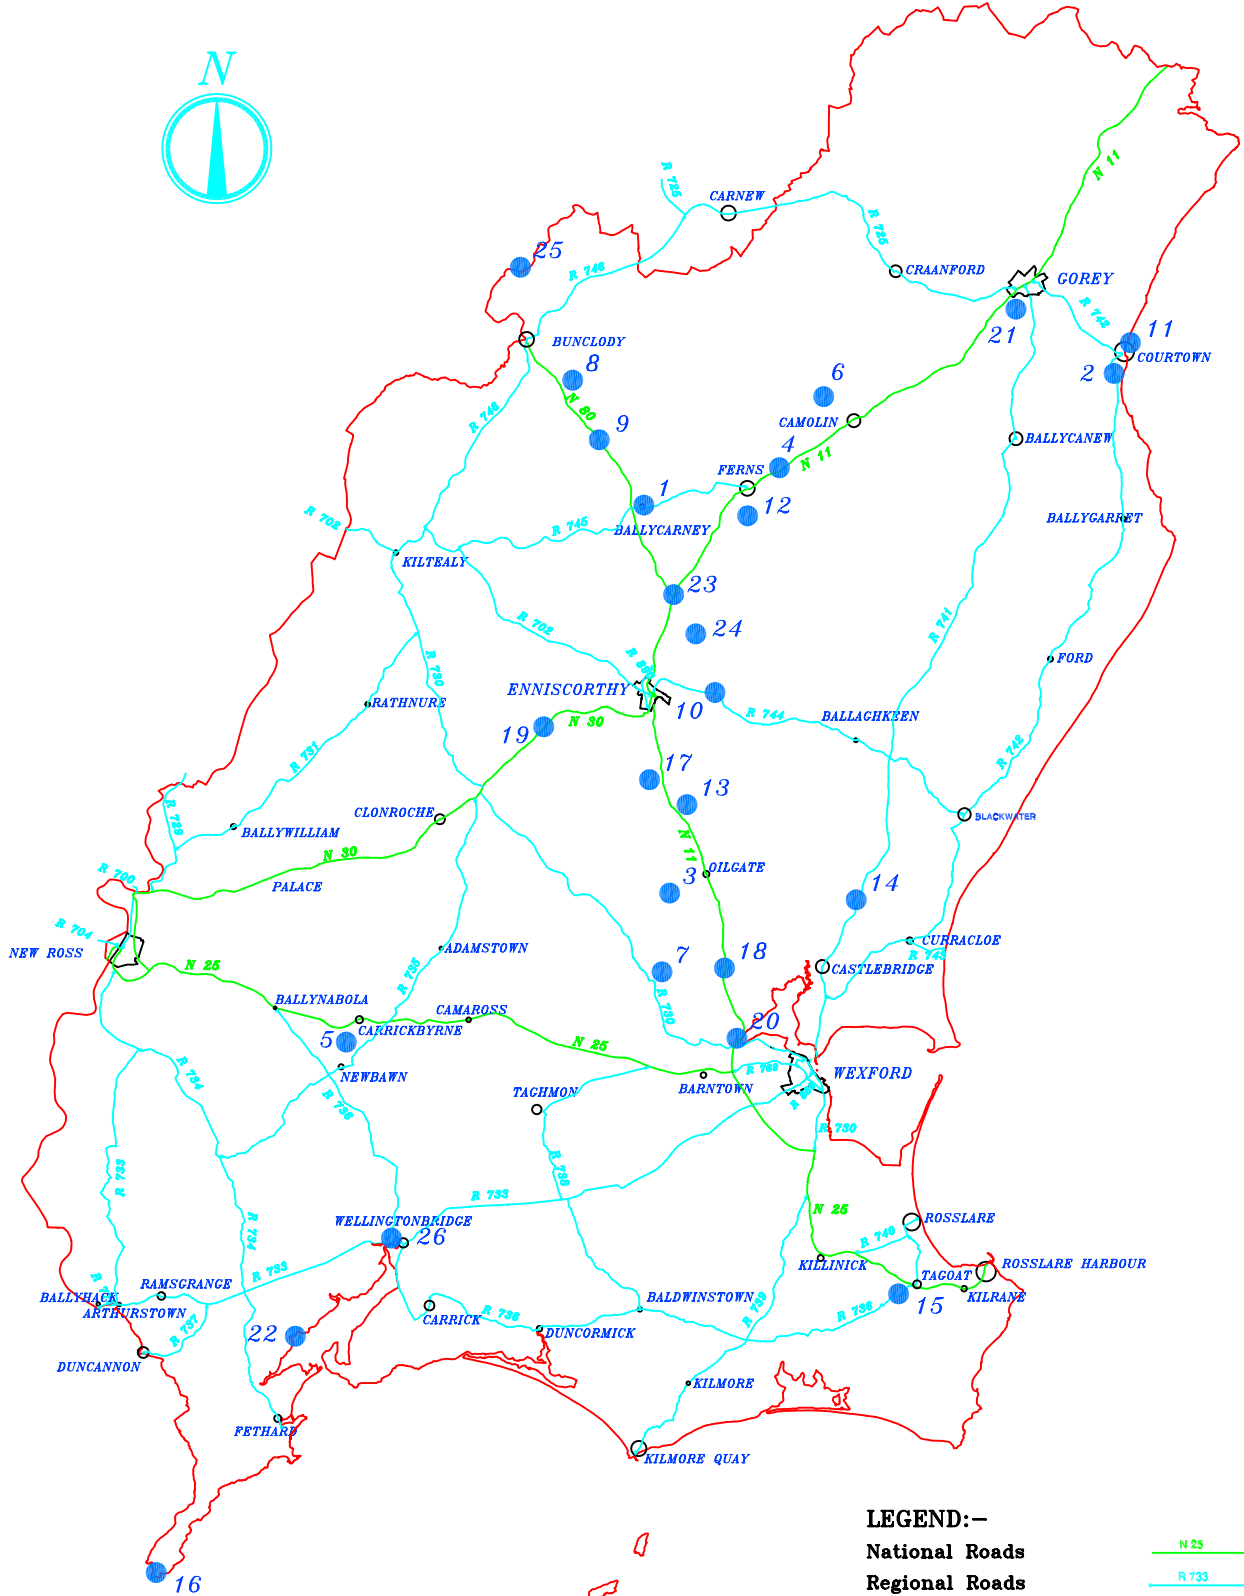 N
N 11
R 725
CARNEW
R 725
25
R 746
CRAANFORD
GOREY
R 742
21
11
BUNCLODY
COURTOWN
8
6
2
N 80
R 746
CAMOLIN
9
BALLYCANEW
4
N 11
FERNS
1
12
R 702
R 745
BALLYCARNEY
BALLYGARRET
KILTEALY
23
R 702
24
R 741
R 730
FORD
ENNISCORTHY
RATHNURE
10
R 744
BALLAGHKEEN
19
N 30
R 731
R 742
17
13
R 729
CLONROCHE
BLACKWATER
BALLYWILLIAM
N 11
N 30
OILGATE
R 700
PALACE
3
14
R 704
NEW ROSS
ADAMSTOWN
CURRACLOE
R 743
N 25
R 735
7
18
CASTLEBRIDGE
BALLYNABOLA
CAMAROSS
R 730
20
5
CARRICKBYRNE
N 25
R 734
NEWBAWN
R 769
WEXFORD
BARNTOWN
R 735
TAGHMON
R 730
R 733
R 738
R 733
N 25
ROSSLARE
WELLINGTONBRIDGE
26
R 734
R 740
KILLINICK
ROSSLARE HARBOUR
R 733
TAGOAT
RAMSGRANGE
BALLYHACK
ARTHURSTOWN
15
KILRANE
BALDWINSTOWN
CARRICK
R 736
R 736
R 739
22
R 737
DUNCORMICK
DUNCANNON
KILMORE
FETHARD
KILMORE QUAY
LEGEND:–
National Roads
N 25
Regional Roads
R 733
16